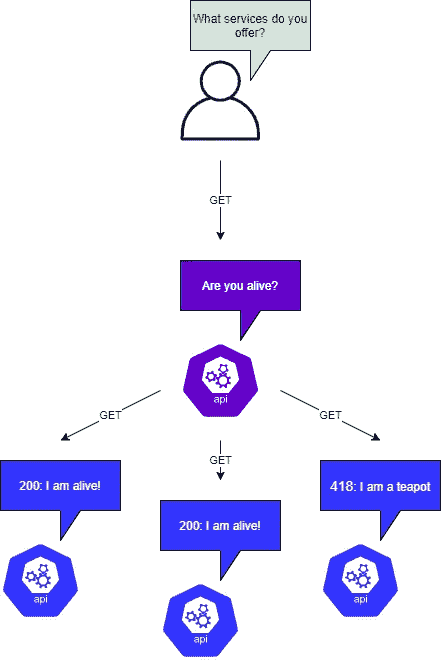 What services do you
offer?
GET
Are you alive?
api
GET
GET
GET
200: I am alive!
200: I am alive!
418: I am a teapot
api
api
api